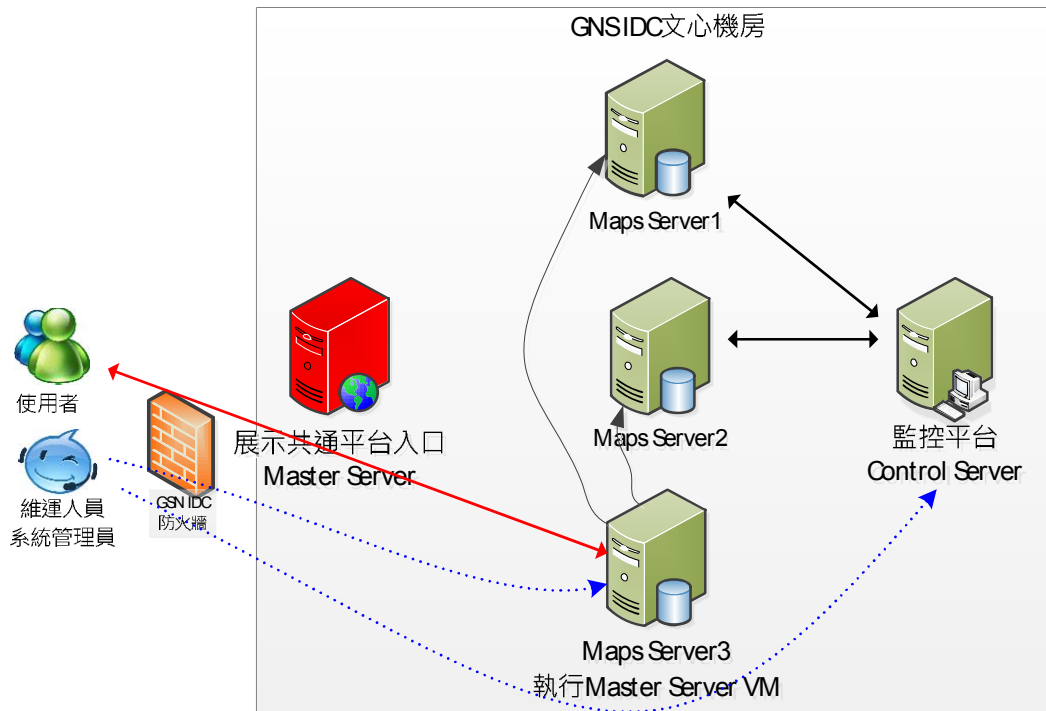 GNSIDC文心機房
Maps Server1
使用者
展示共通平台入口
Master Server
Maps Server2
監控平台
Control Server
維運人員
系統管理員
GSN IDC
防火牆
Maps Server3
執行Master Server VM